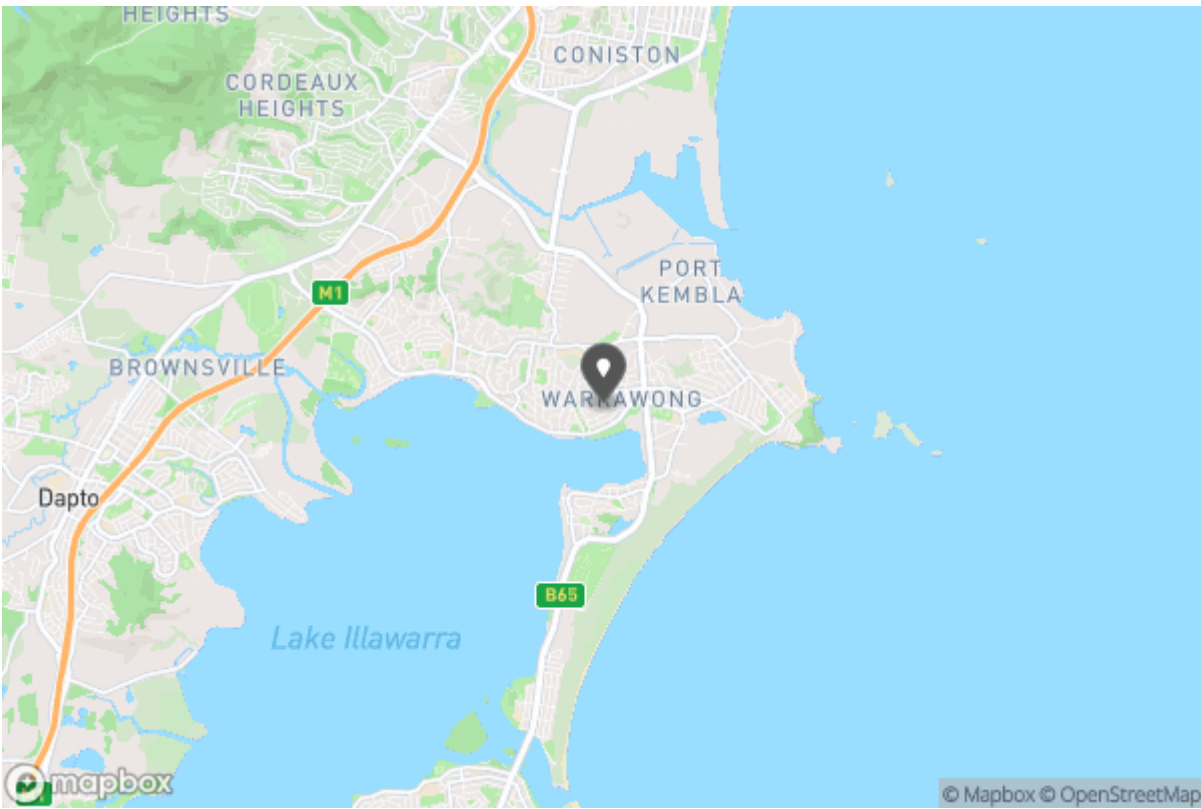 HEIGHTS
CONISTON
CORDEAUX
HEIGHTS
PORT
KEMBLA
M1
BROWNSVILLE
WARRAWONG
Dapto
B65
Lake Illawarra
mapbox
© Mapbox © OpenStreetMap